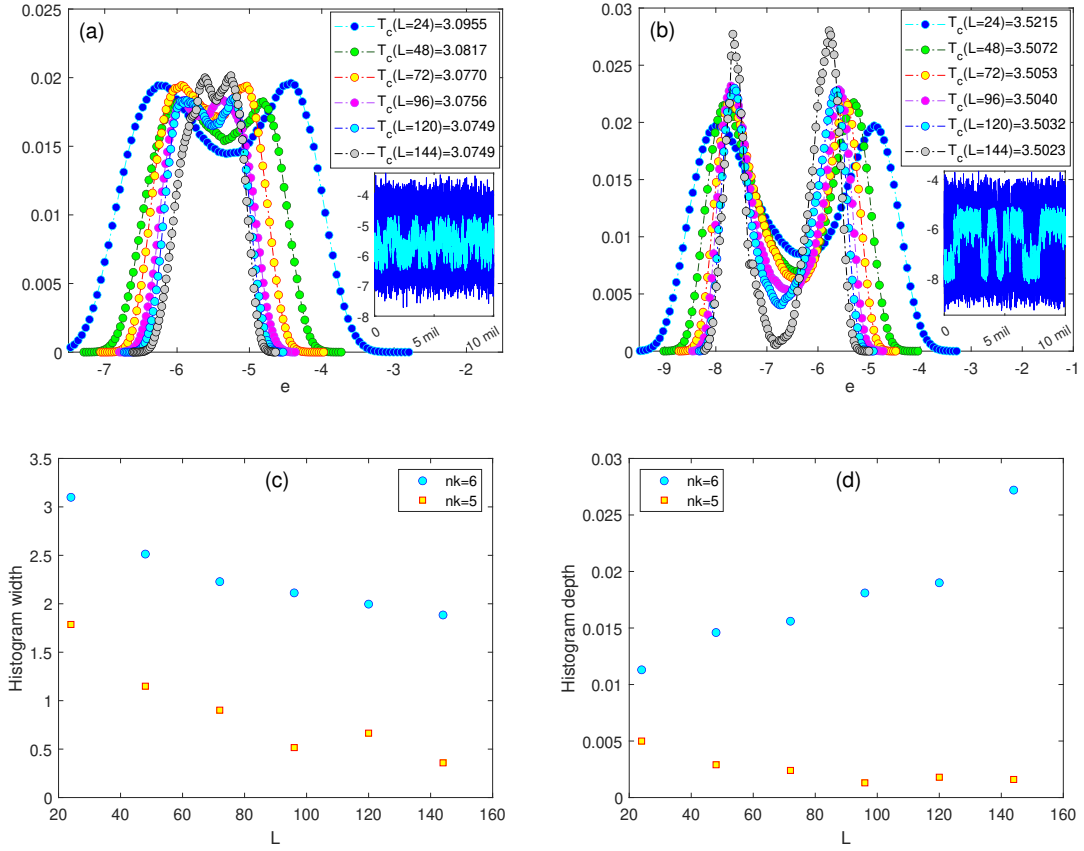 (a)
T_c(L=24)=3.0955
T_c(L=48)=3.0817
T_c(L=72)=3.0770
T_c(L=96)=3.0756
T_c(L=120)=3.0749
T_c(L=144)=3.0749
0.025
0.02
0.015
0.01
0.005
0
-7 -6 -5 -4 -3 -2
e
-4
-5
-6
-7
-8
0 5 mil 10 mil
(b)
T_c(L=24)=3.5215
T_c(L=48)=3.5072
T_c(L=72)=3.5053
T_c(L=96)=3.5040
T_c(L=120)=3.5032
T_c(L=144)=3.5023
0.03
0.025
0.02
0.015
0.01
0.005
0
-9 -8 -7 -6 -5 -4 -3 -2 -1
e
-4
-6
-8
0 5 mil 10 mil
(c)
nk=6
nk=5
Histogram width
3.5
3
2.5
2
1.5
1
0.5
0
20 40 60 80 100 120 140 160
L
(d)
nk=6
nk=5
Histogram depth
0.03
0.025
0.02
0.015
0.01
0.005
0
20 40 60 80 100 120 140 160
L